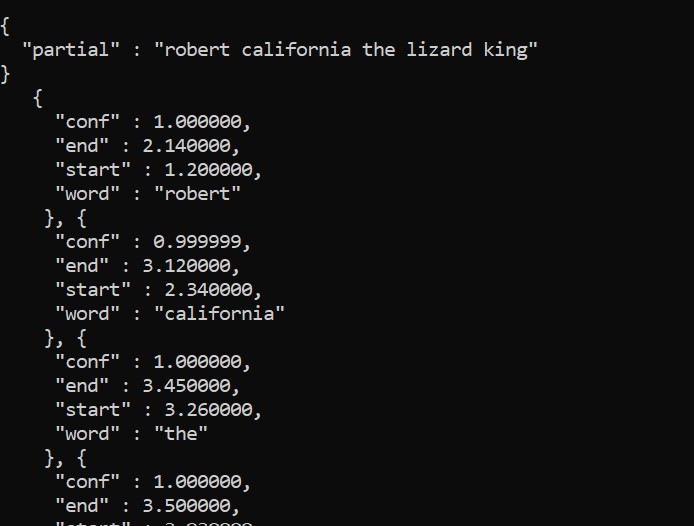 {
"partial" : "robert california the lizard king"
}
{
"conf" : 1.000000,
"end" : 2.140000,
"start" : 1.200000,
"word" : "robert"
}, {
"conf" : 0.999999,
"end" : 3.120000,
"start" : 2.340000,
"word" : "california"
}, {
"conf" : 1.000000,
"end" : 3.450000,
"start" : 3.260000,
"word" : "the"
}, {
"conf" : 1.000000,
"end" : 3.500000,